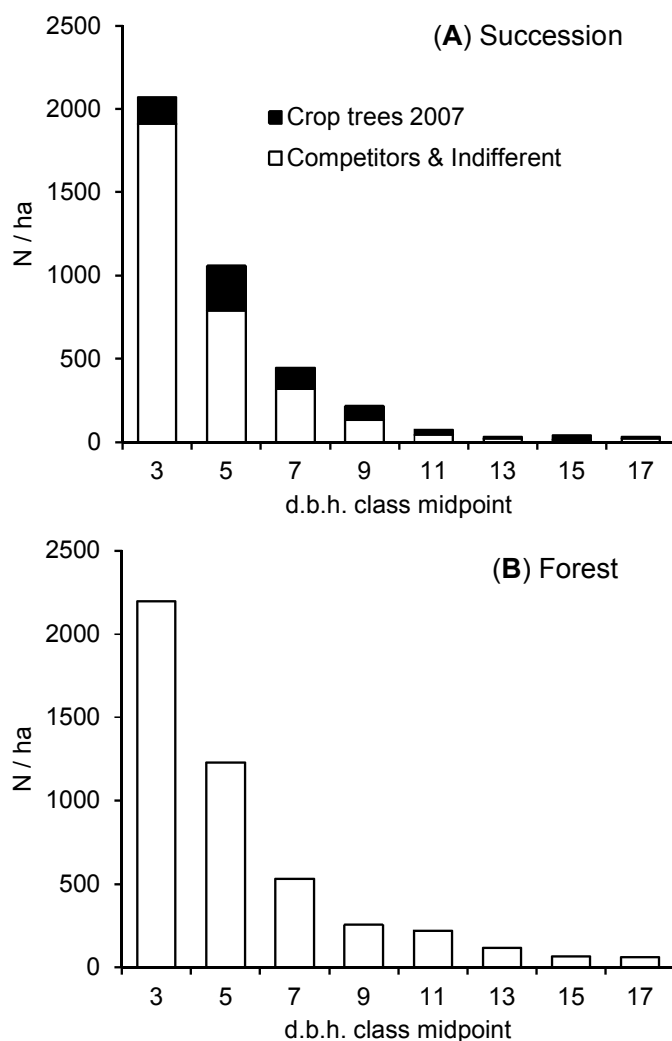 (A) Succession
2500
2000
1500
1000
500
0
N / ha
Crop trees 2007
Competitors & Indifferent
3 5 7 9 11 13 15 17
d.b.h. class midpoint
(B) Forest
2500
2000
1500
1000
500
0
N / ha
3 5 7 9 11 13 15 17
d.b.h. class midpoint